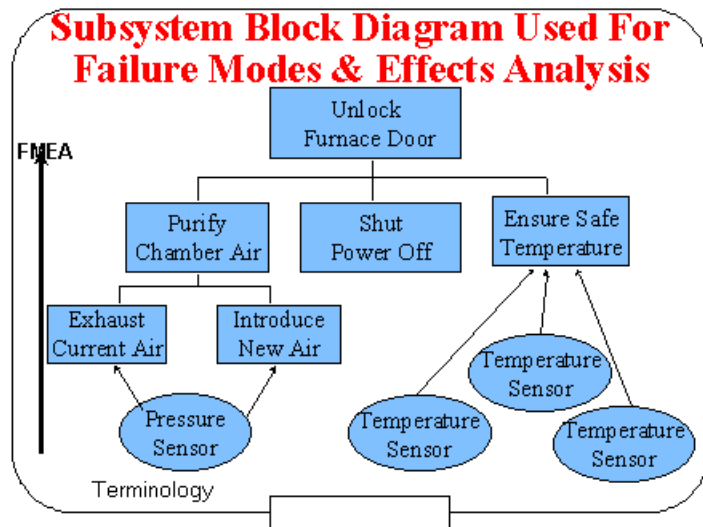 Subsystem Block Diagram Used For
Failure Modes & Effects Analysis
Unlock
Furnace Door
FMEA
Purify
Chamber Air
Shut
Power Off
Ensure Safe
Temperature
Exhaust
Current Air
Introduce
New Air
Temperature
Sensor
Pressure
Sensor
Temperature
Sensor
Temperature
Sensor
Terminology